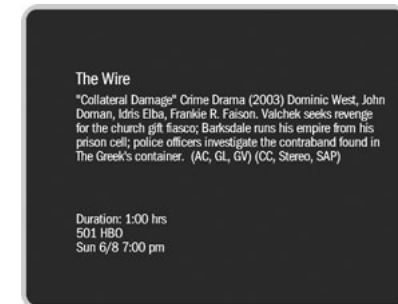 The Wire
"Collateral Damage" Crime Drama (2003) Dominic West, John
Doman, Idris Elba, Frankie R. Faison. Valchek seeks revenge
for the church gift fiasco; Barksdale runs his empire from his
prison cell; police officers investigate the contraband found in
The Greek's container. (AC, GL, GV) (CC, Stereo, SAP)
Duration: 1:00 hrs
501 HBO
Sun 6/8 7:00 pm